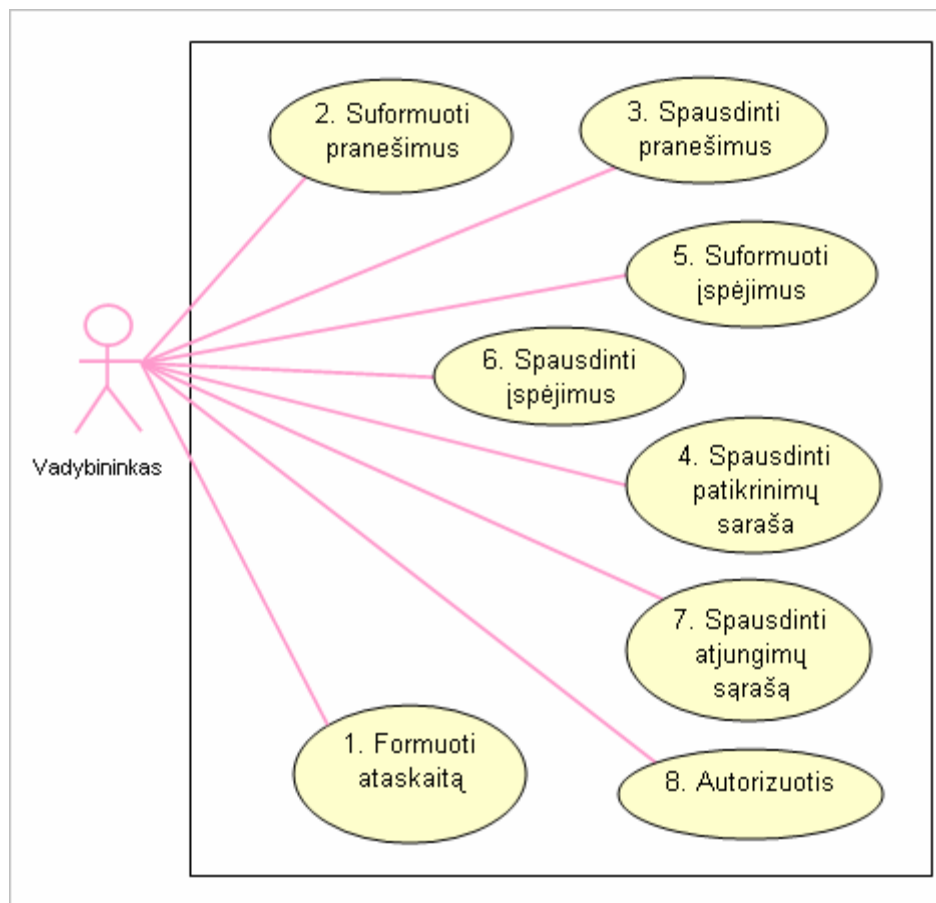 2. Suformuoti
pranešimus
3. Spausdinti
pranešimus
5. Suformuoti
įspėjimus
6. Spausdinti
įspėjimus
Vadybininkas
4. Spausdinti
patikrinimų
saraša
7. Spausdinti
atjungimų
sąrašą
1. Formuoti
ataskaitą
8. Autorizuotis